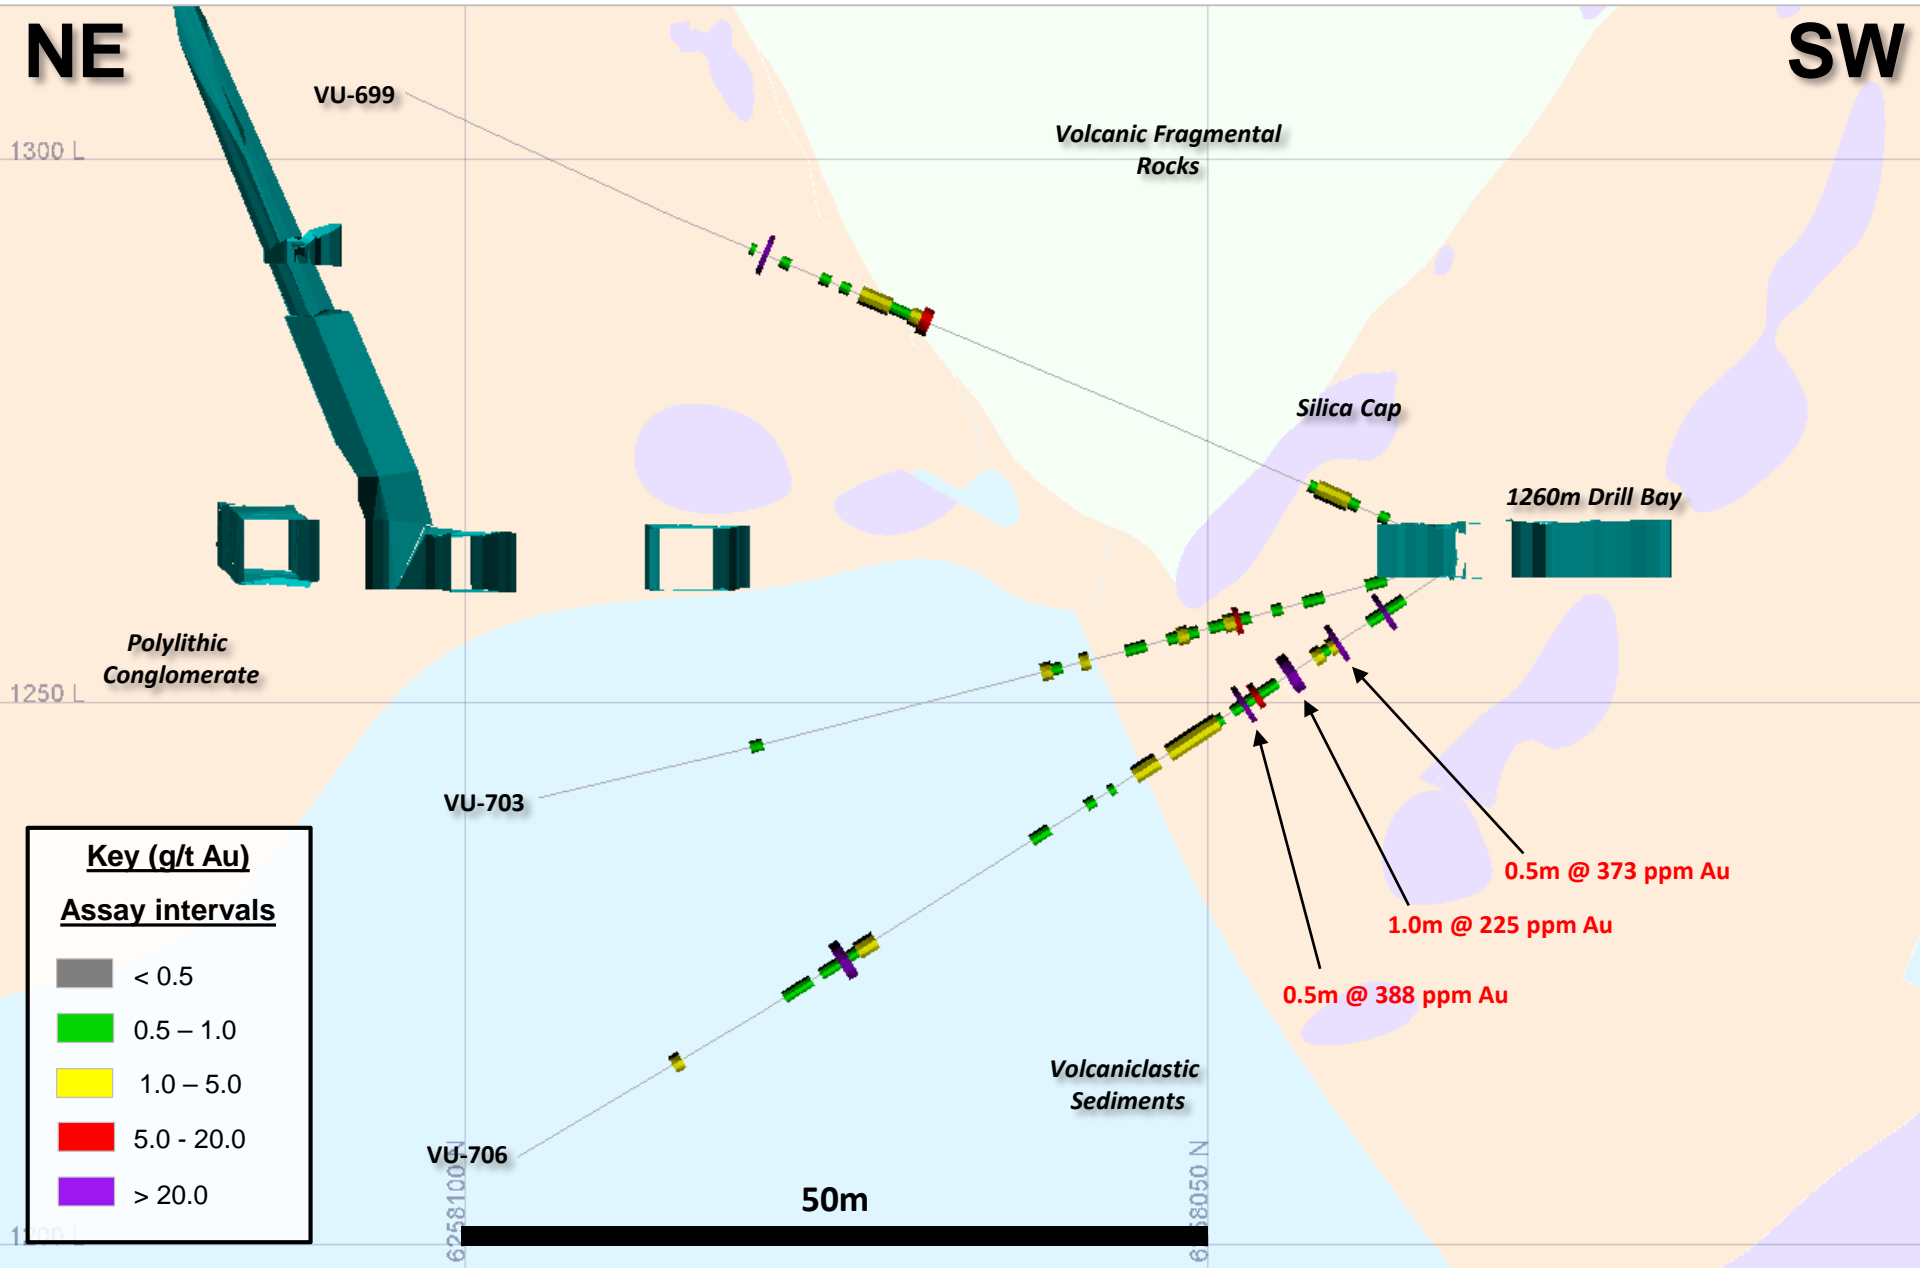 NE
SW
VU-699
1300 L
Volcanic Fragmental
Rocks
Silica Cap
1260m Drill Bay
Polylithic
Conglomerate
1250 L
VU-703
Key (g/t Au)
Assay intervals
< 0.5
0.5 – 1.0
1.0 – 5.0
5.0 - 20.0
> 20.0
0.5m @ 373 ppm Au
1.0m @ 225 ppm Au
0.5m @ 388 ppm Au
Volcaniclastic
Sediments
VU-706
6258100 N
6258050 N
50m
1200 L